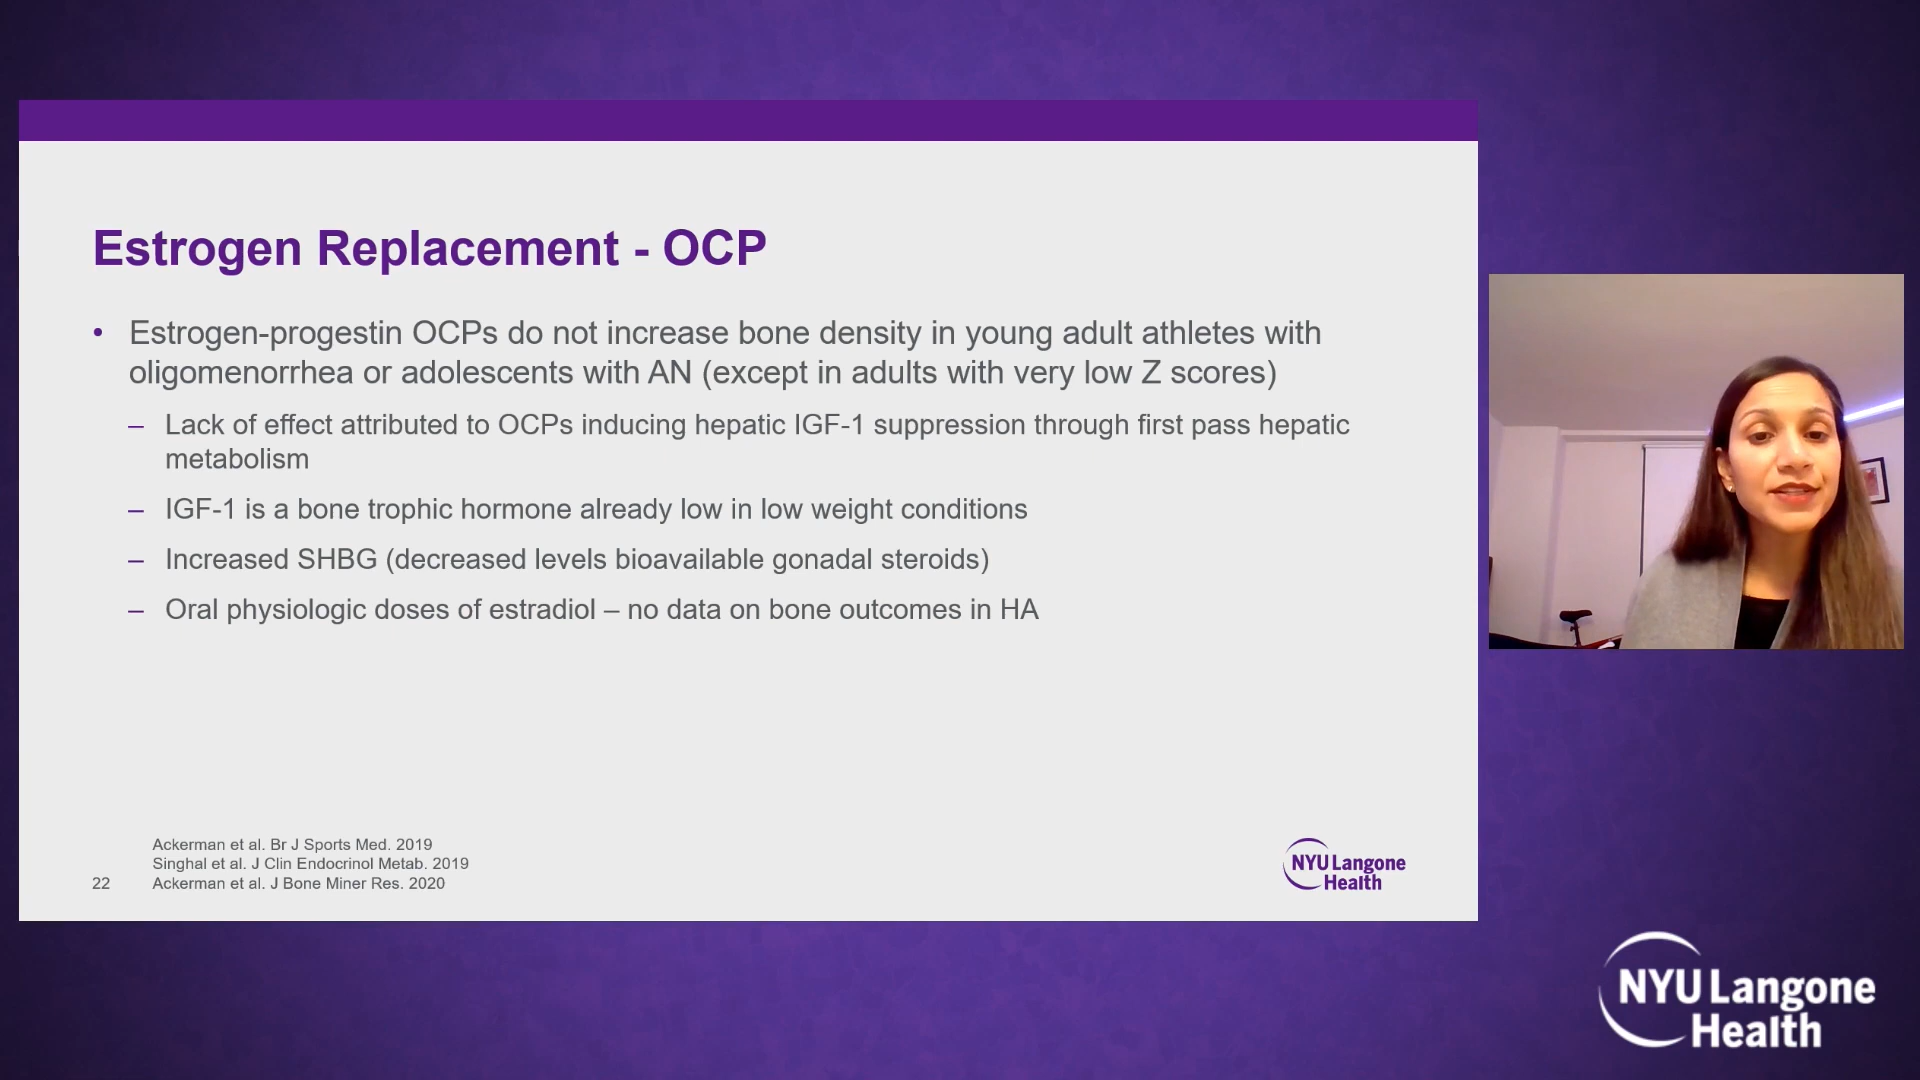 Estrogen Replacement - OCP
• Estrogen-progestin OCPs do not increase bone density in young adult athletes with
oligomenorrhea or adolescents with AN (except in adults with very low Z scores)
– Lack of effect attributed to OCPs inducing hepatic IGF-1 suppression through first pass hepatic
metabolism
– IGF-1 is a bone trophic hormone already low in low weight conditions
– Increased SHBG (decreased levels bioavailable gonadal steroids)
– Oral physiologic doses of estradiol – no data on bone outcomes in HA
Ackerman et al. Br J Sports Med. 2019
Singhal et al. J Clin Endocrinol Metab. 2019
22 Ackerman et al. J Bone Miner Res. 2020
NYU Langone
Health
NYU Langone
Health